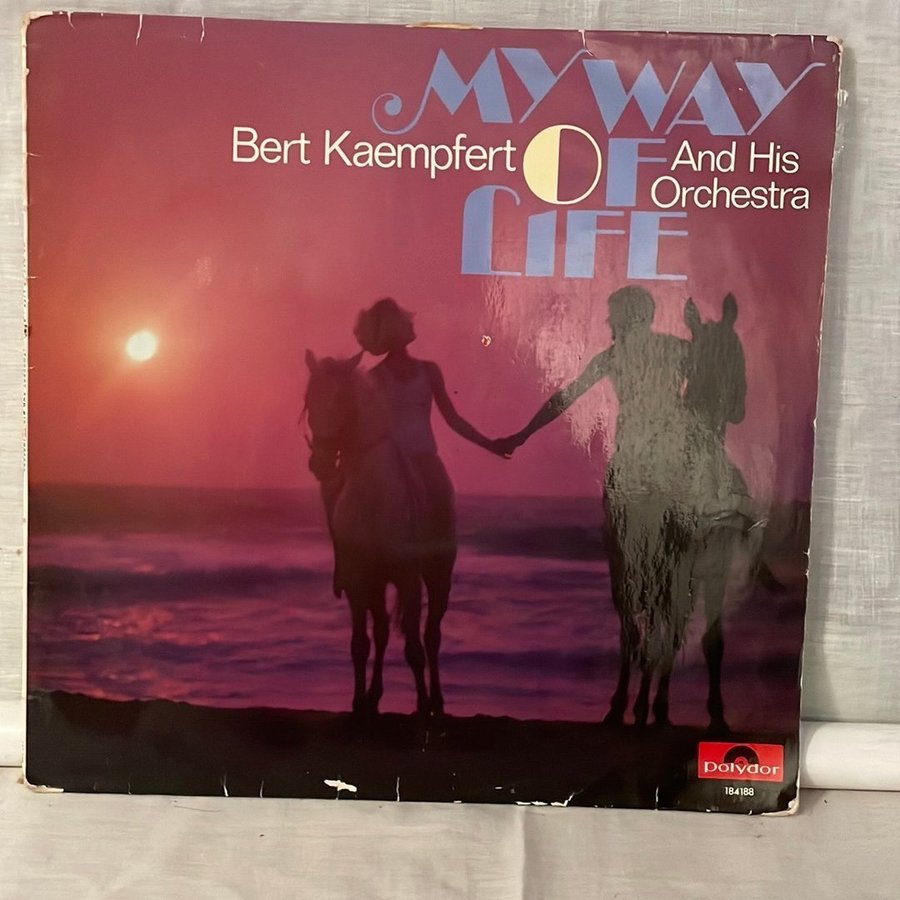 MY WAY
OF
LIFE
Bert Kaempfert
And His
Orchestra
polydor
184188